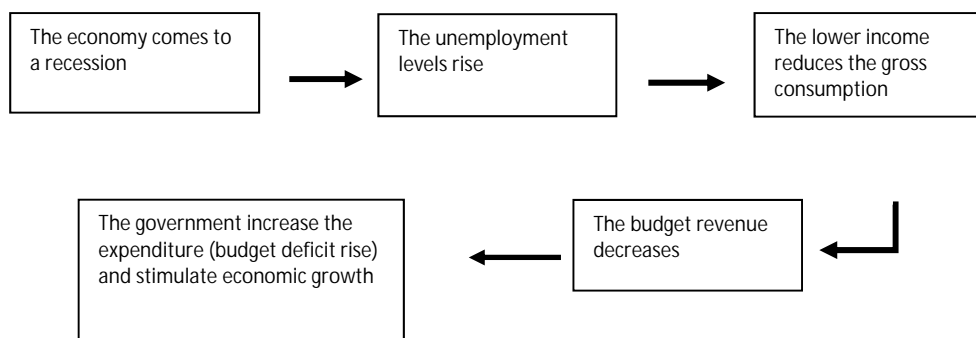 The economy comes to
a recession
The unemployment
levels rise
The lower income
reduces the gross
consumption
The government increase the
expenditure (budget deficit rise)
and stimulate economic growth
The budget revenue
decreases